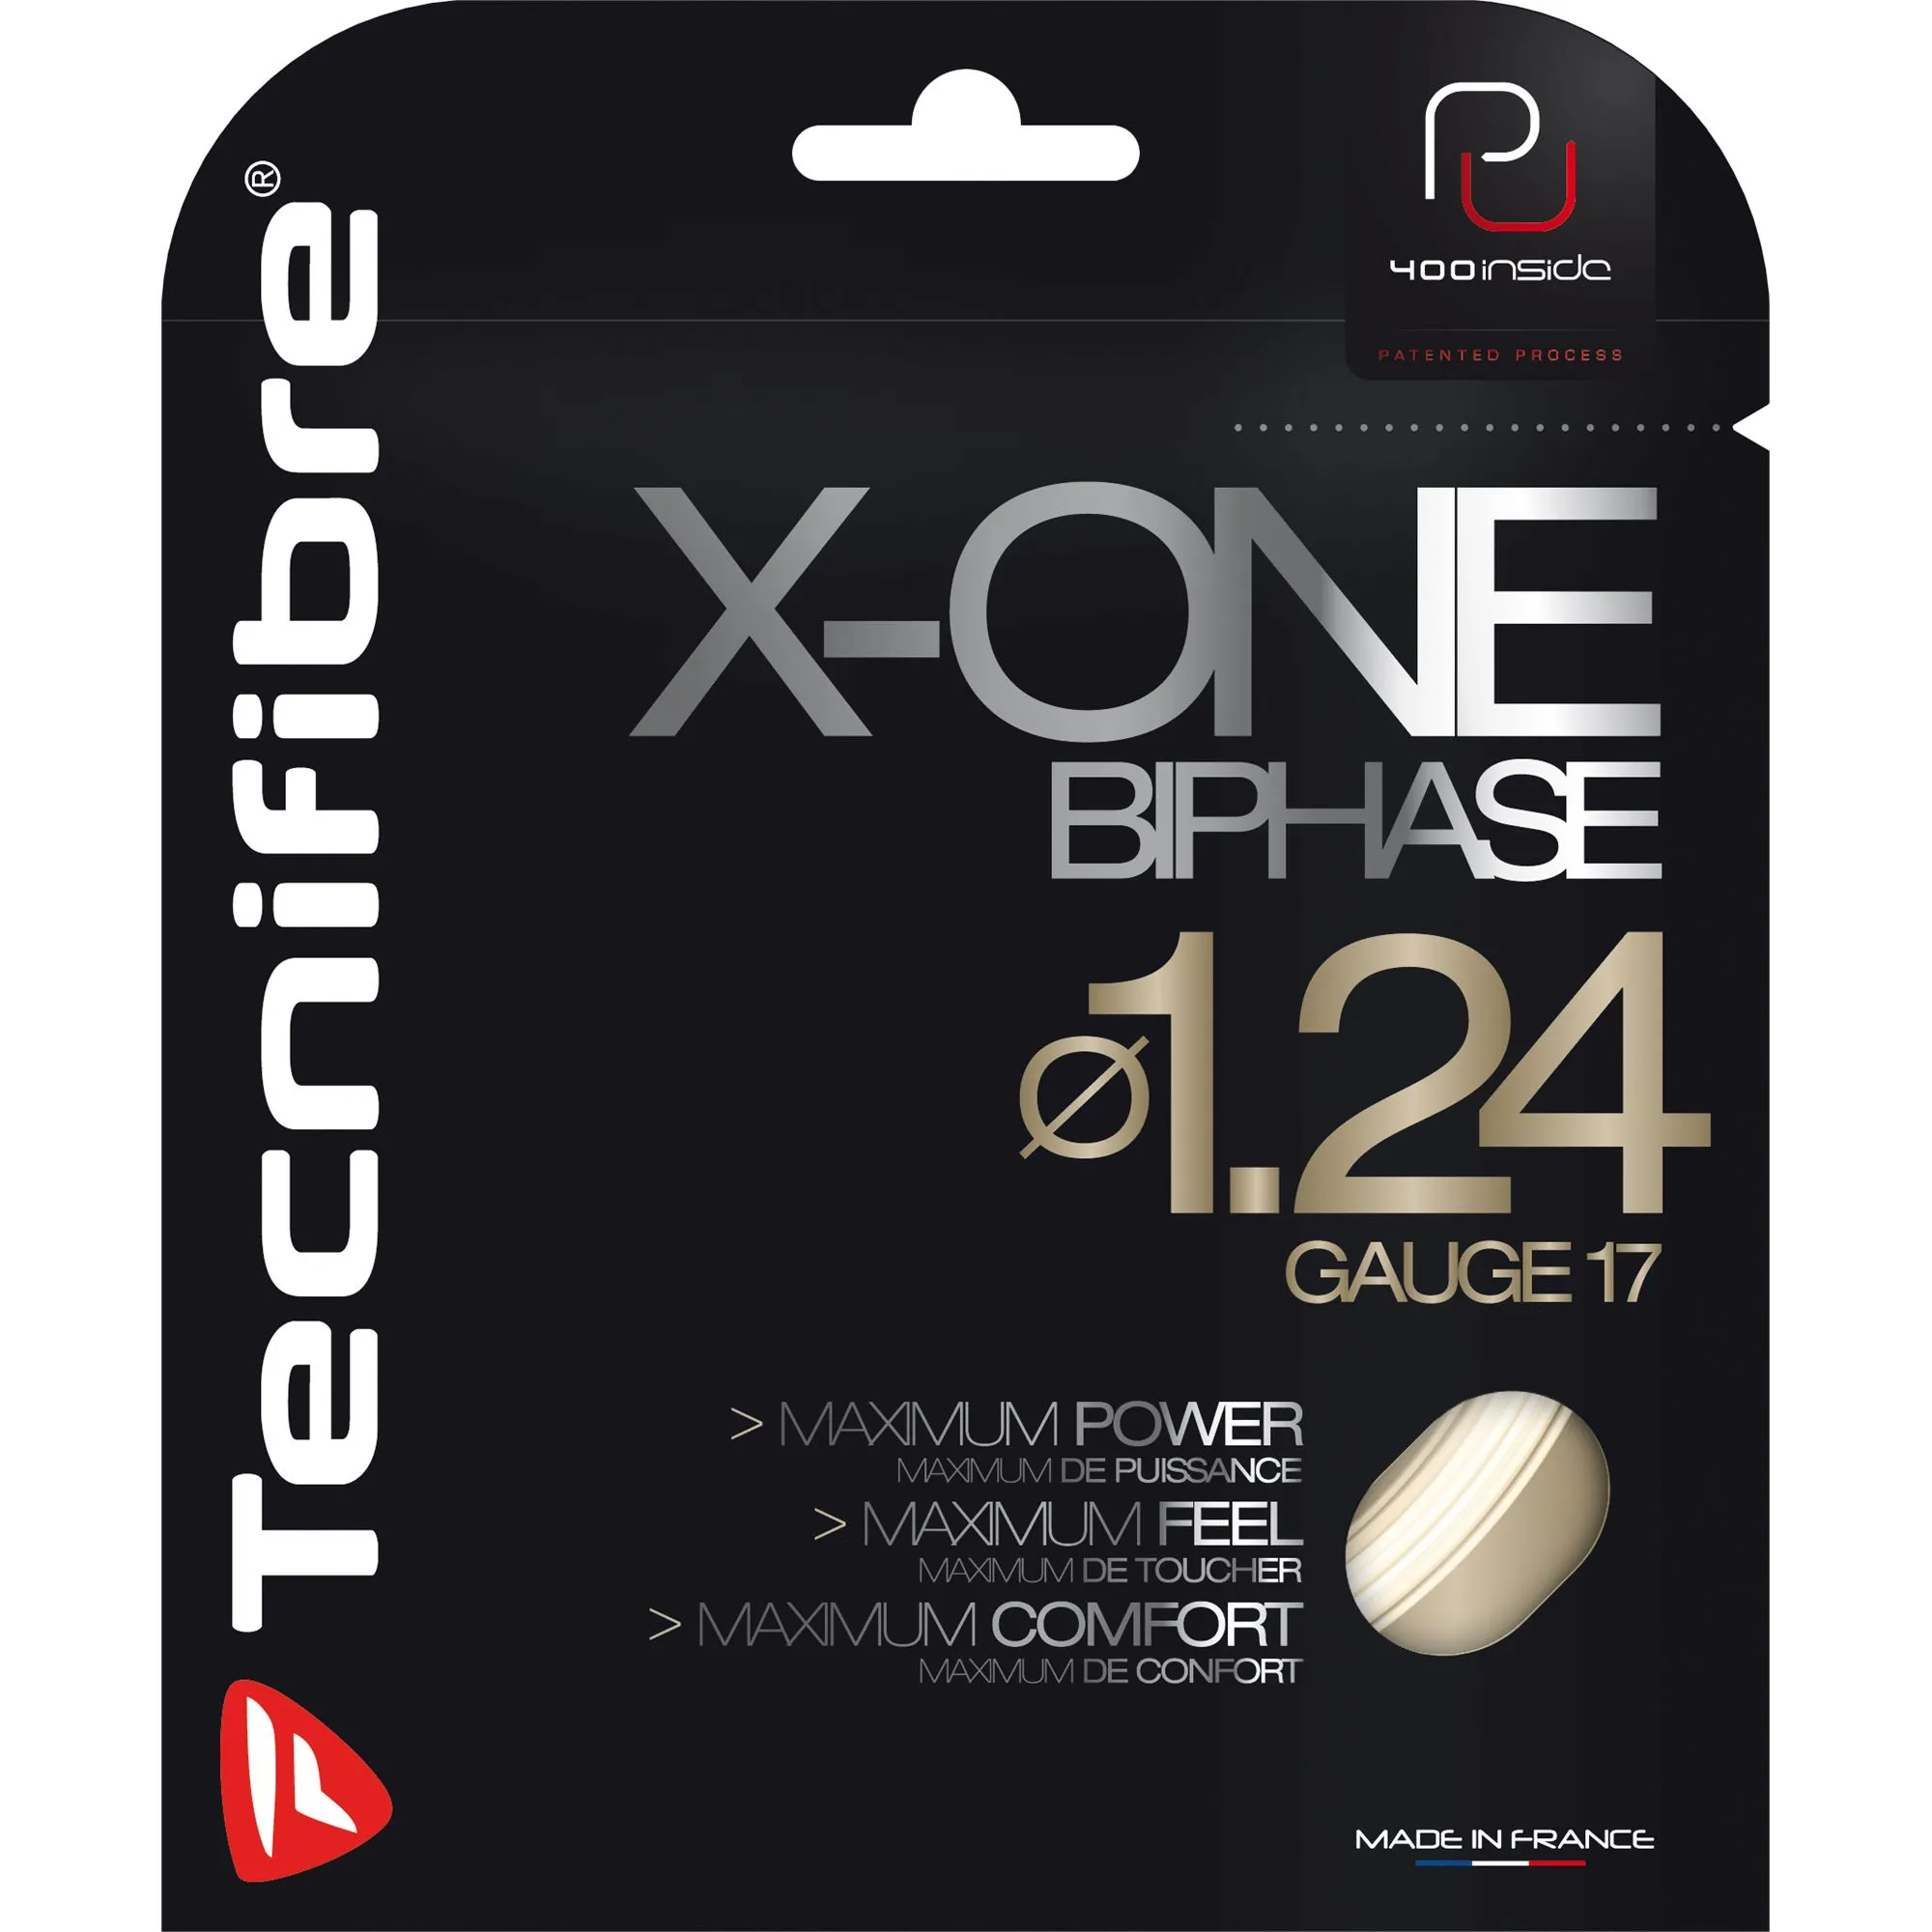 Tecnifibre®
PU
400inside
PATENTED PROCESS
X-ONE
BIPHASE
ø1.24
GAUGE 17
> MAXIMUM POWER
MAXIMUM DE PUISSANCE
> MAXIMUM FEEL
MAXIMUM DE TOUCHER
> MAXIMUM COMFORT
MAXIMUM DE CONFORT
MADE IN FRANCE